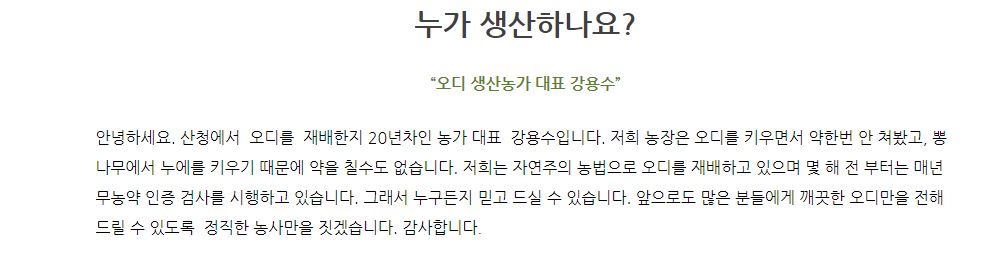 누가 생산하나요?
“오디 생산농가 대표 강용수”
안녕하세요. 산청에서 오디를 재배한지 20년차인 농가 대표 강용수입니다. 저희 농장은 오디를 키우면서 약한번 안 쳐봤고, 뽕
나무에서 누에를 키우기 때문에 약을 칠수도 없습니다. 저희는 자연주의 농법으로 오디를 재배하고 있으며 몇 해 전 부터는 매년
무농약 인증 검사를 시행하고 있습니다. 그래서 누구든지 믿고 드실 수 있습니다. 앞으로도 많은 분들에게 깨끗한 오디만을 전해
드릴 수 있도록 정직한 농사만을 짓겠습니다. 감사합니다.